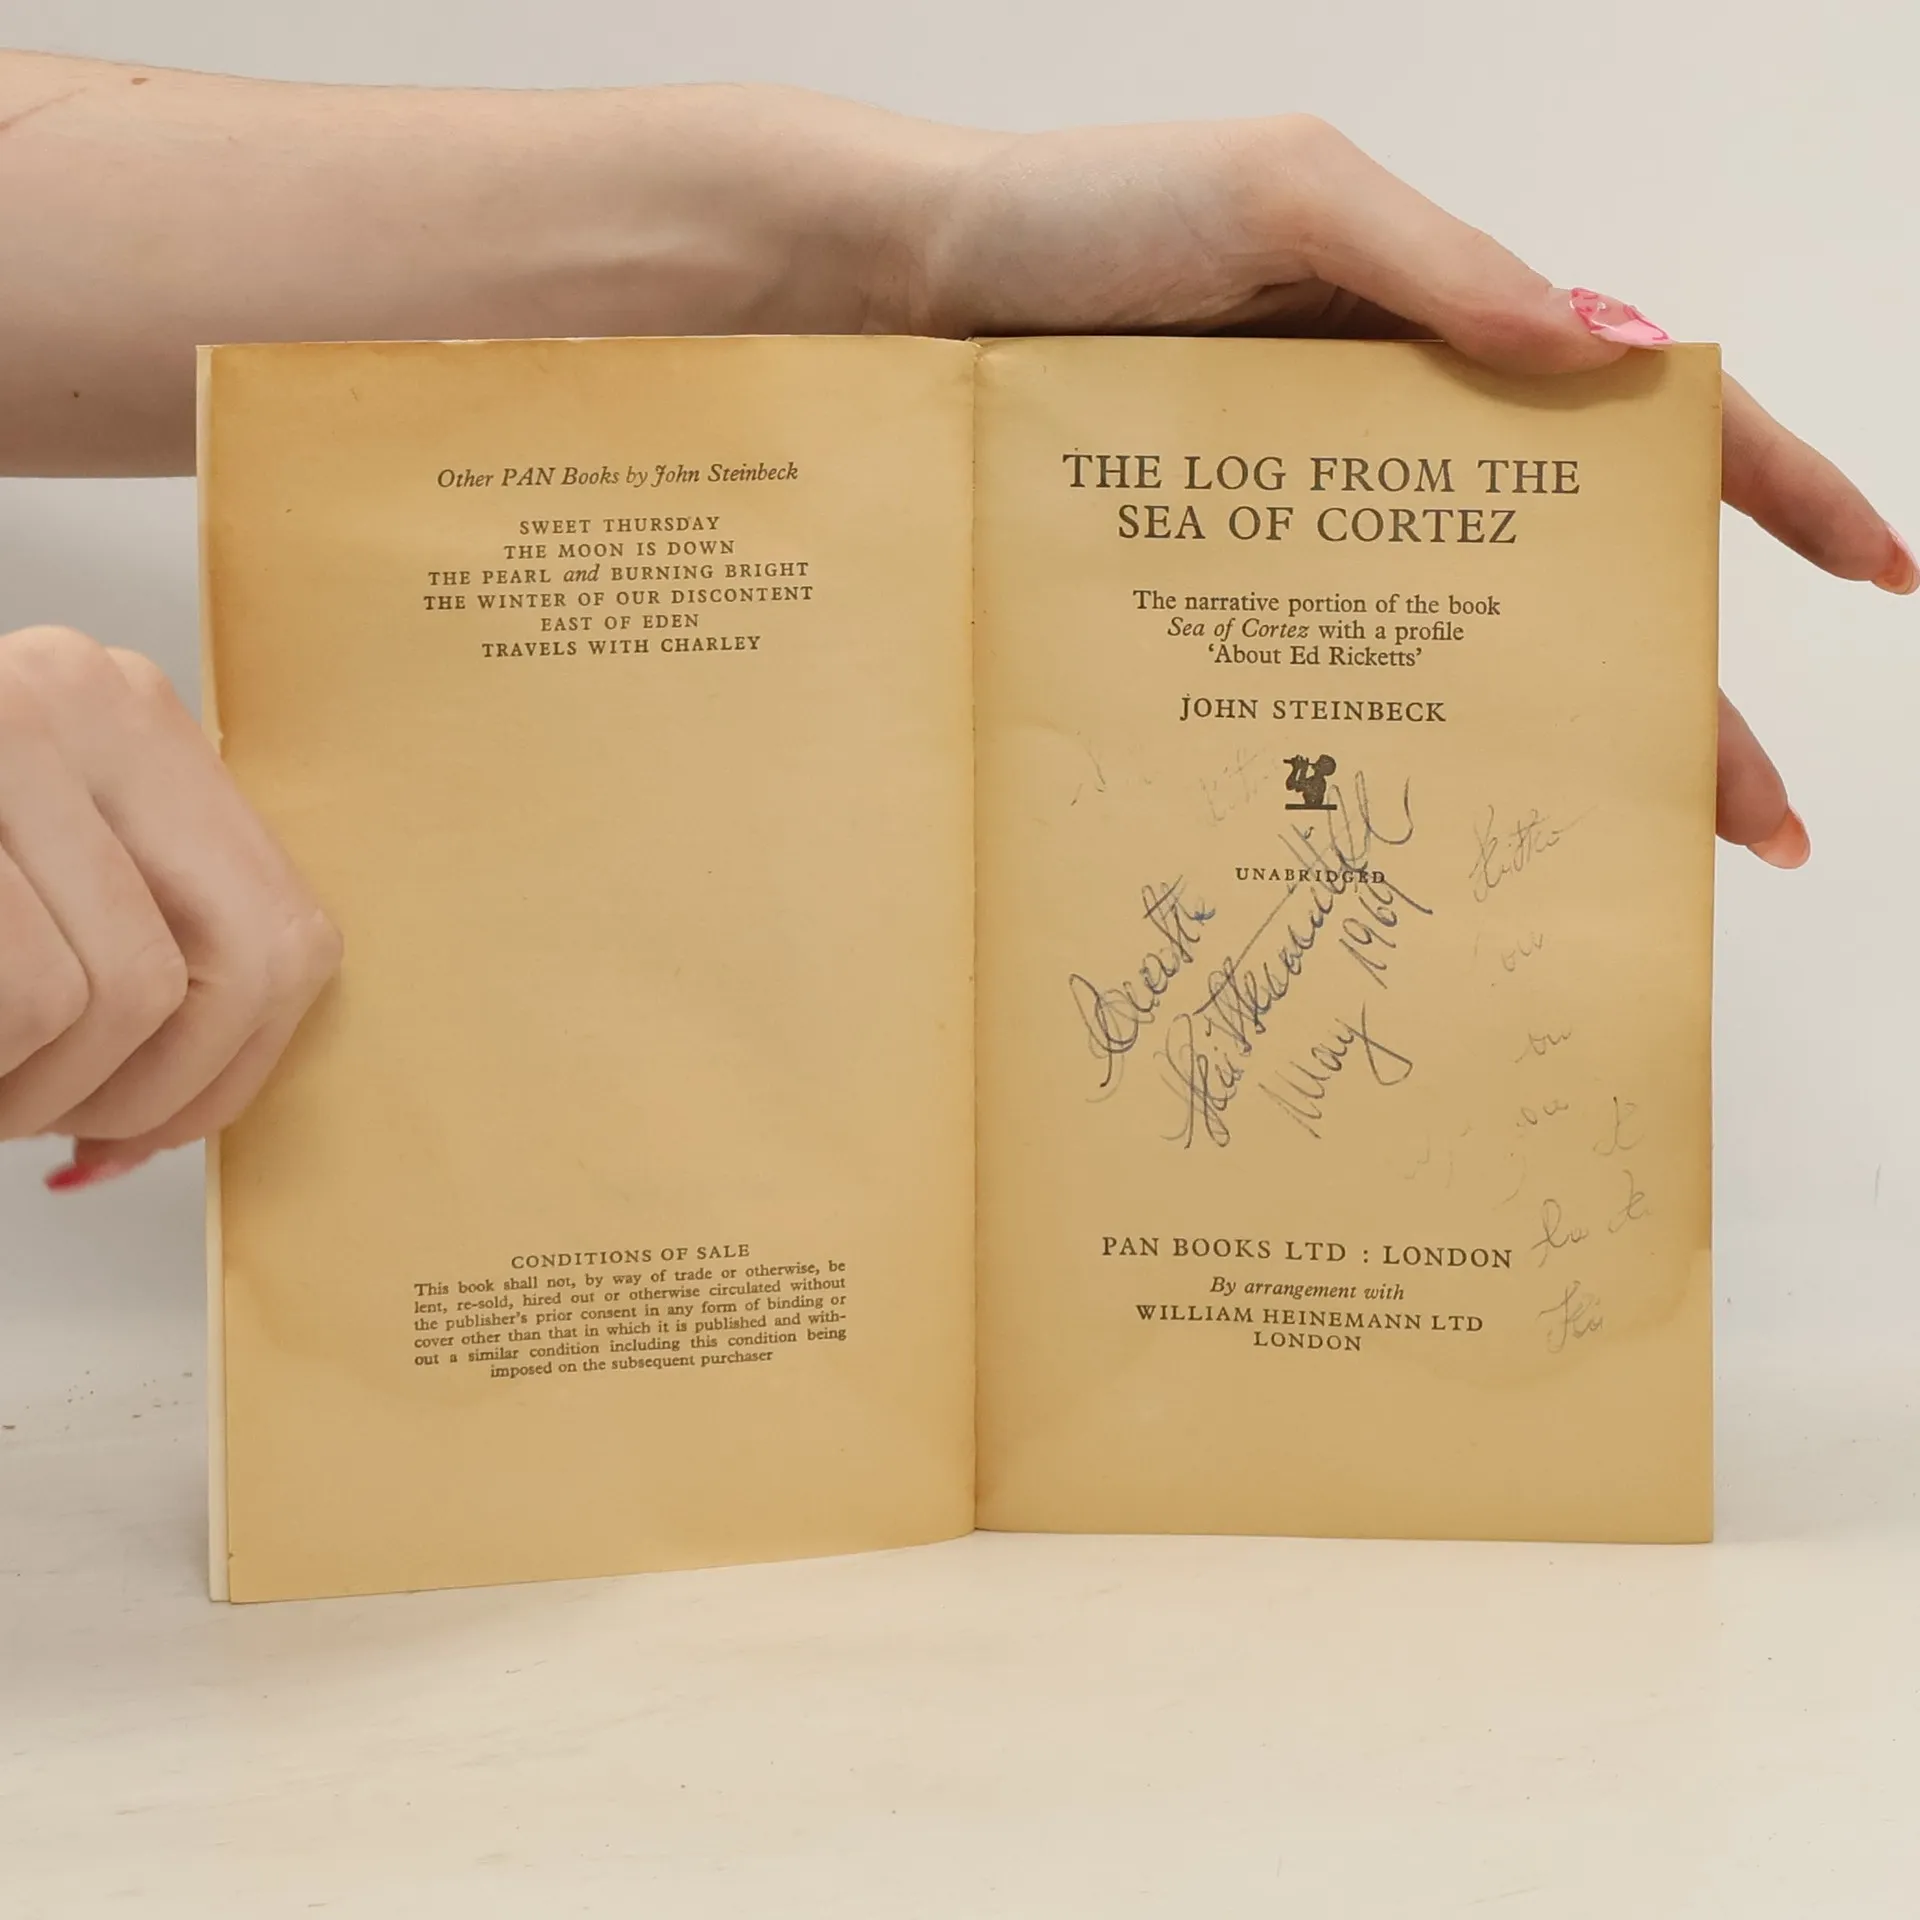 Other PAN Books by John Steinbeck
SWEET THURSDAY
THE MOON IS DOWN
THE PEARL and BURNING BRIGHT
THE WINTER OF OUR DISCONTENT
EAST OF EDEN
TRAVELS WITH CHARLEY
CONDITIONS OF SALE
This book shall not, by way of trade or otherwise, be
lent, re-sold, hired out or otherwise circulated without
the publisher's prior consent in any form of binding or
cover other than that in which it is published and with-
out a similar condition including this condition being
imposed on the subsequent purchaser
THE LOG FROM THE
SEA OF CORTEZ
The narrative portion of the book
Sea of Cortez with a profile
‘About Ed Ricketts’
JOHN STEINBECK
UNABRIDGED
May 1969
PAN BOOKS LTD : LONDON
By arrangement with
WILLIAM HEINEMANN LTD
LONDON